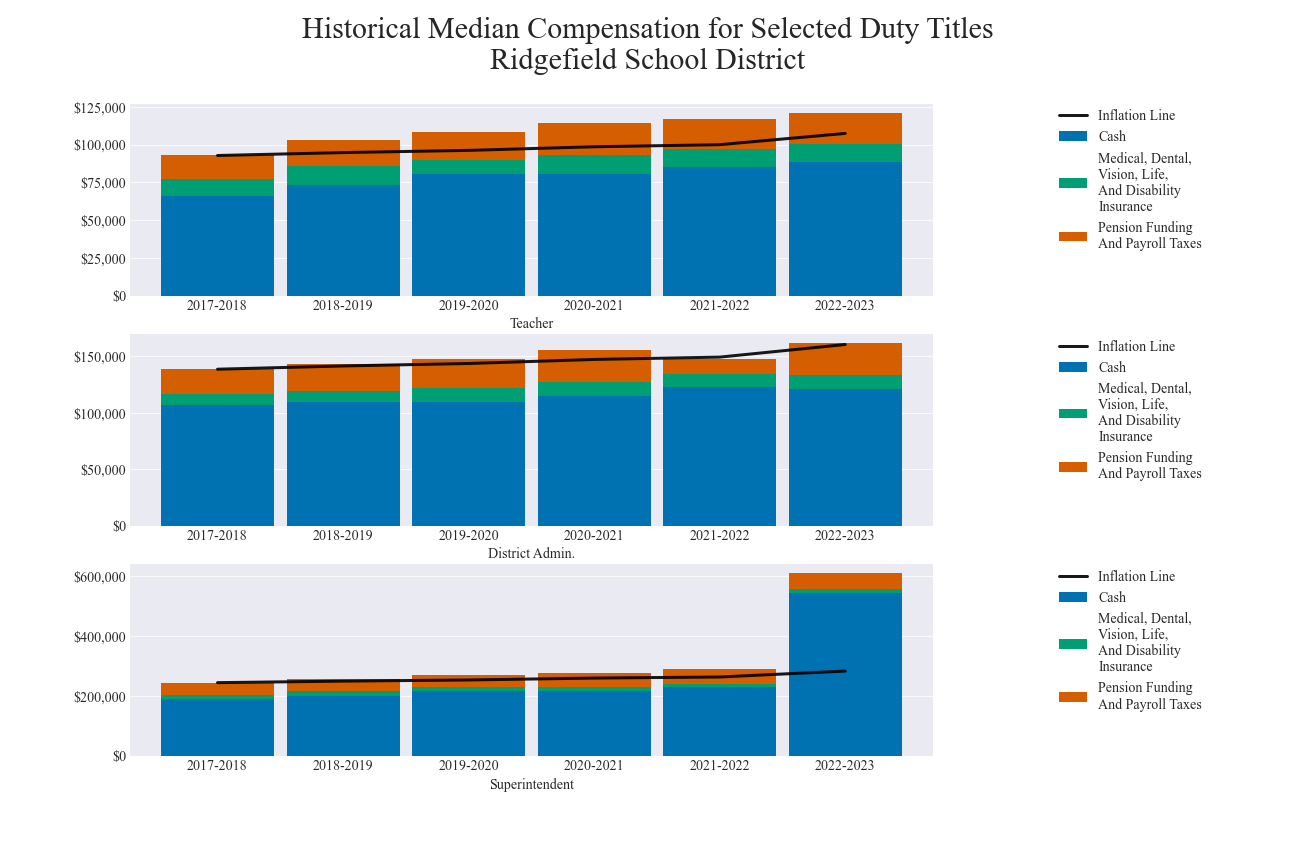 Historical Median Compensation for Selected Duty Titles
Ridgefield School District
$125,000
$100,000
$75,000
$50,000
$25,000
$0
2017-2018 2018-2019 2019-2020 2020-2021 2021-2022 2022-2023
Teacher
Inflation Line
Cash
Medical, Dental,
Vision, Life,
And Disability
Insurance
Pension Funding
And Payroll Taxes
$150,000
$100,000
$50,000
$0
2017-2018 2018-2019 2019-2020 2020-2021 2021-2022 2022-2023
District Admin.
Inflation Line
Cash
Medical, Dental,
Vision, Life,
And Disability
Insurance
Pension Funding
And Payroll Taxes
$600,000
$400,000
$200,000
$0
2017-2018 2018-2019 2019-2020 2020-2021 2021-2022 2022-2023
Superintendent
Inflation Line
Cash
Medical, Dental,
Vision, Life,
And Disability
Insurance
Pension Funding
And Payroll Taxes